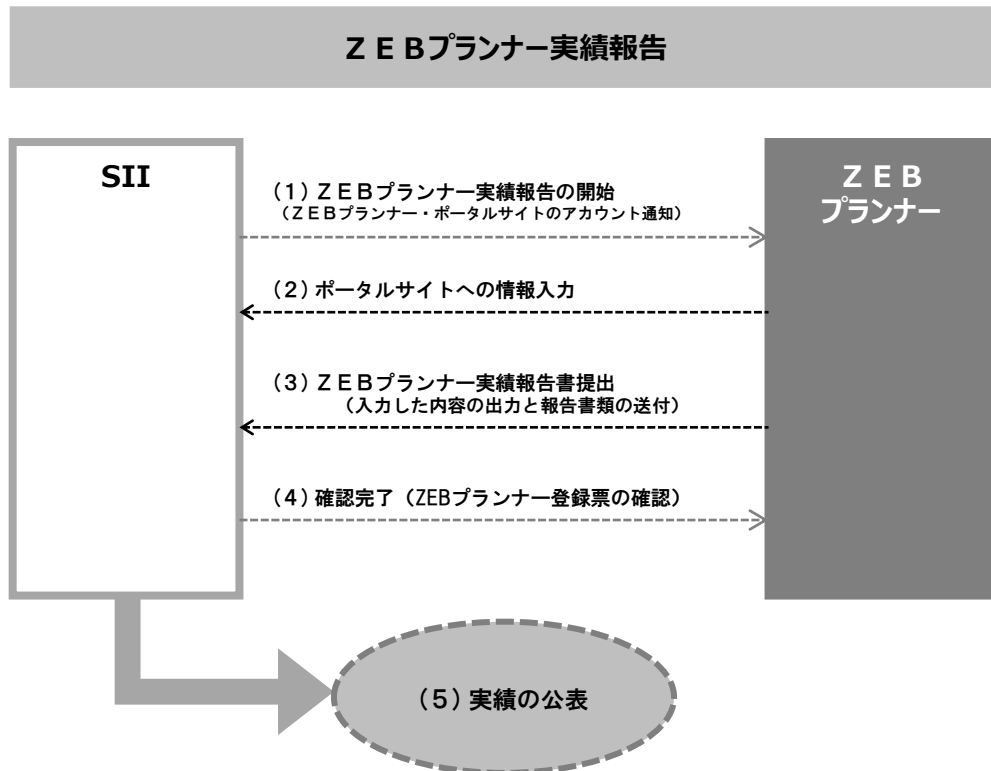 ＺＥＢプランナー実績報告
SII
（１）ＺＥＢプランナー実績報告の開始
（ＺＥＢプランナー・ポータルサイトのアカウント通知）
ＺＥＢ
プランナー
（２）ポータルサイトへの情報入力
（３）ＺＥＢプランナー実績報告書提出
（入力した内容の出力と報告書類の送付）
（４）確認完了（ZEBプランナー登録票の確認）
（５）実績の公表